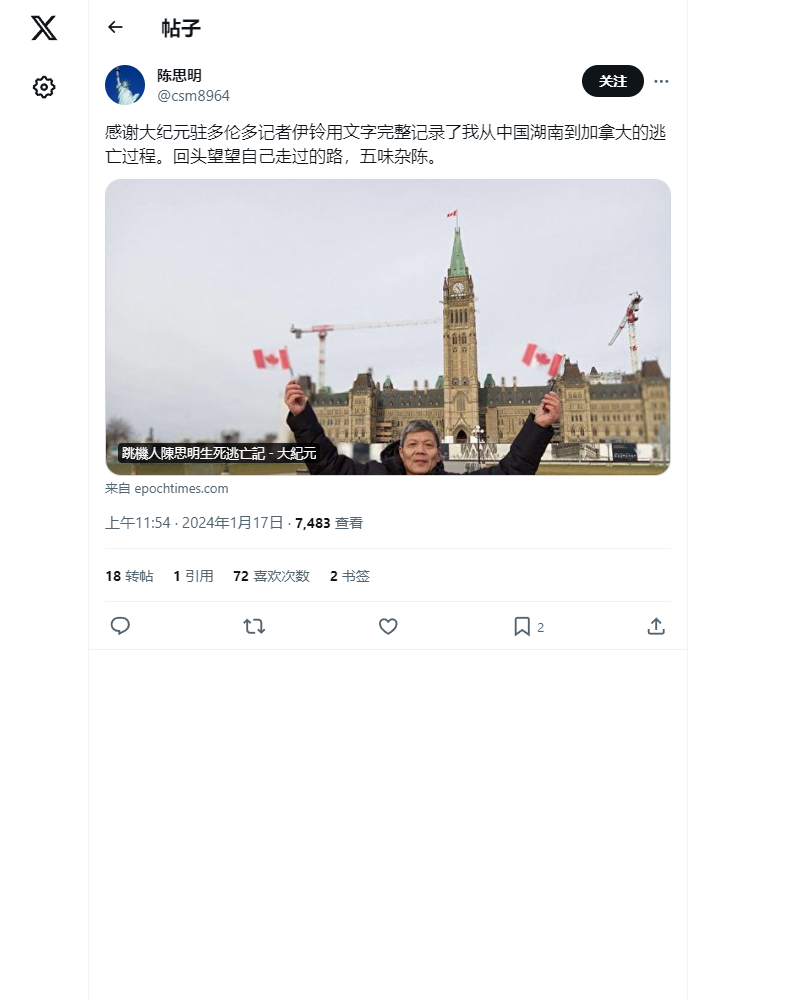 帖子
陈思明
@csm8964
关注
感谢大纪元驻多伦多记者伊铃用文字完整记录了我从中国湖南到加拿大的逃
亡过程。回头望望自己走过的路，五味杂陈。
跳機人陳思明生死逃亡記 - 大紀元
来自 epochtimes.com
上午11:54 · 2024年1月17日 · 7,483 查看
18 转帖 1 引用 72 喜欢次数 2 书签
2